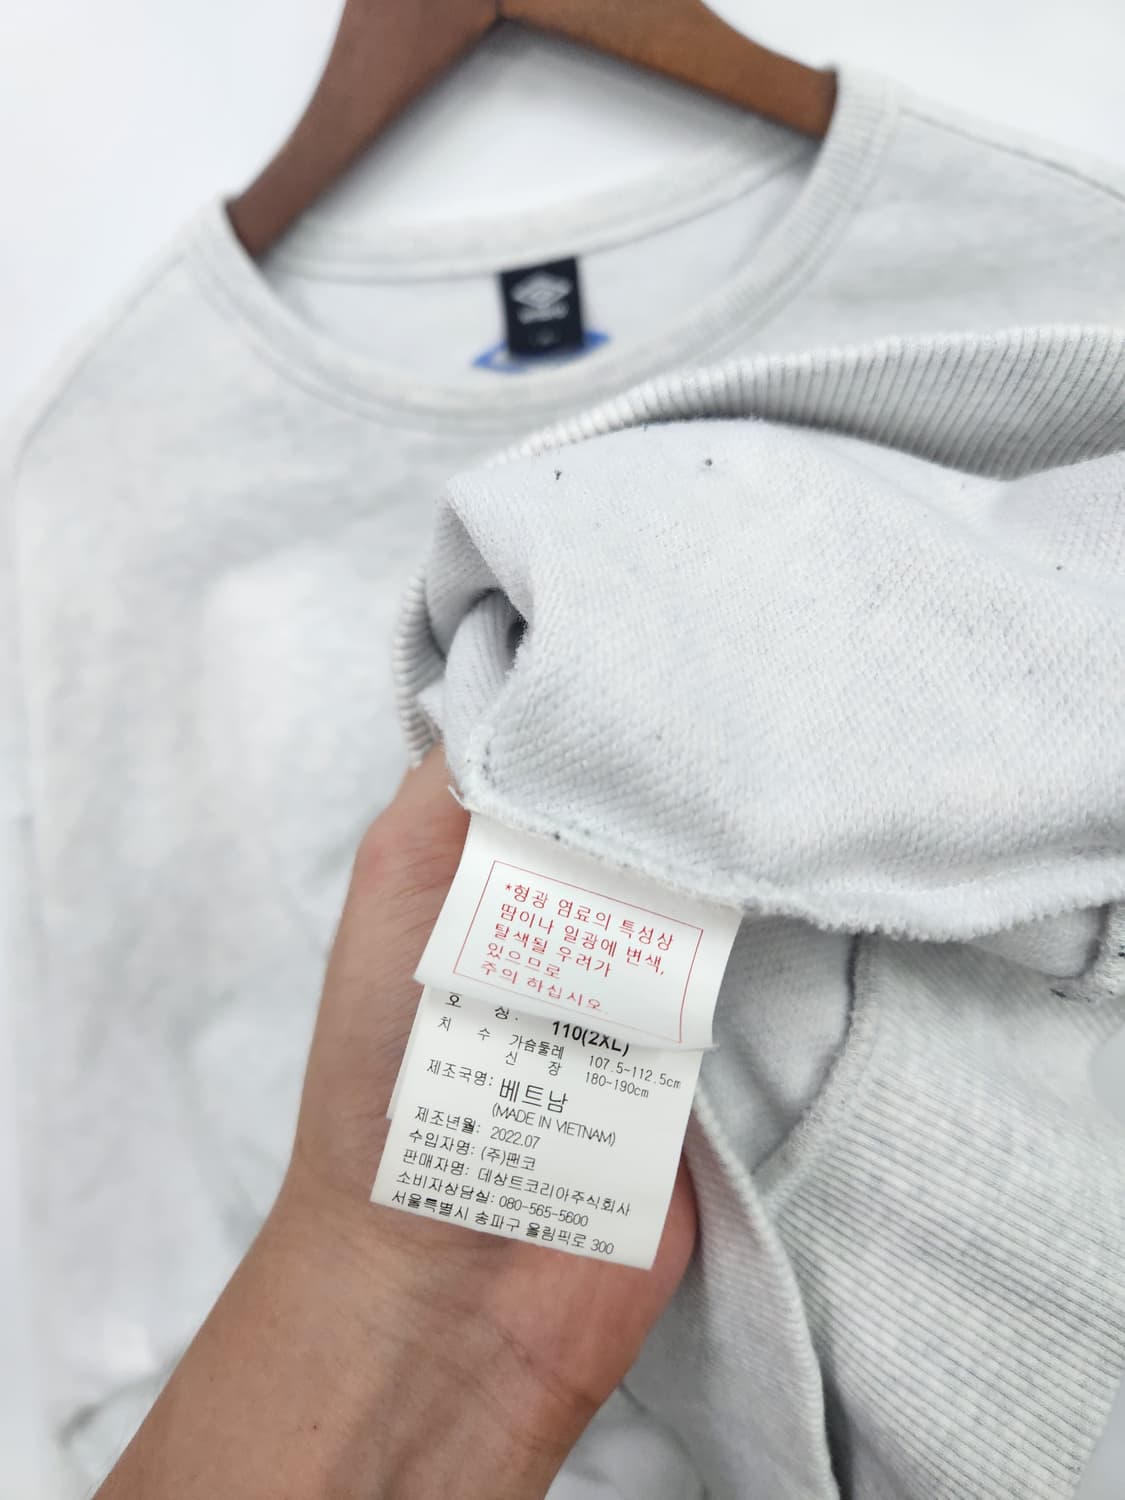 *형광 염료의 특성상
땀이나 일광에 변색,
탈색될 우려가
있으므로
주의 하십시오.
호 칭: 110(2XL)
치 수 가슴둘레 107.5~112.5cm
신 장 180~190cm
제조국명: 베트남
(MADE IN VIETNAM)
제조년월: 2022.07
수입자명: (주)팬코
판매자명: 데상트코리아주식회사
소비자상담실: 080-565-5600
서울특별시 송파구 올림픽로 300